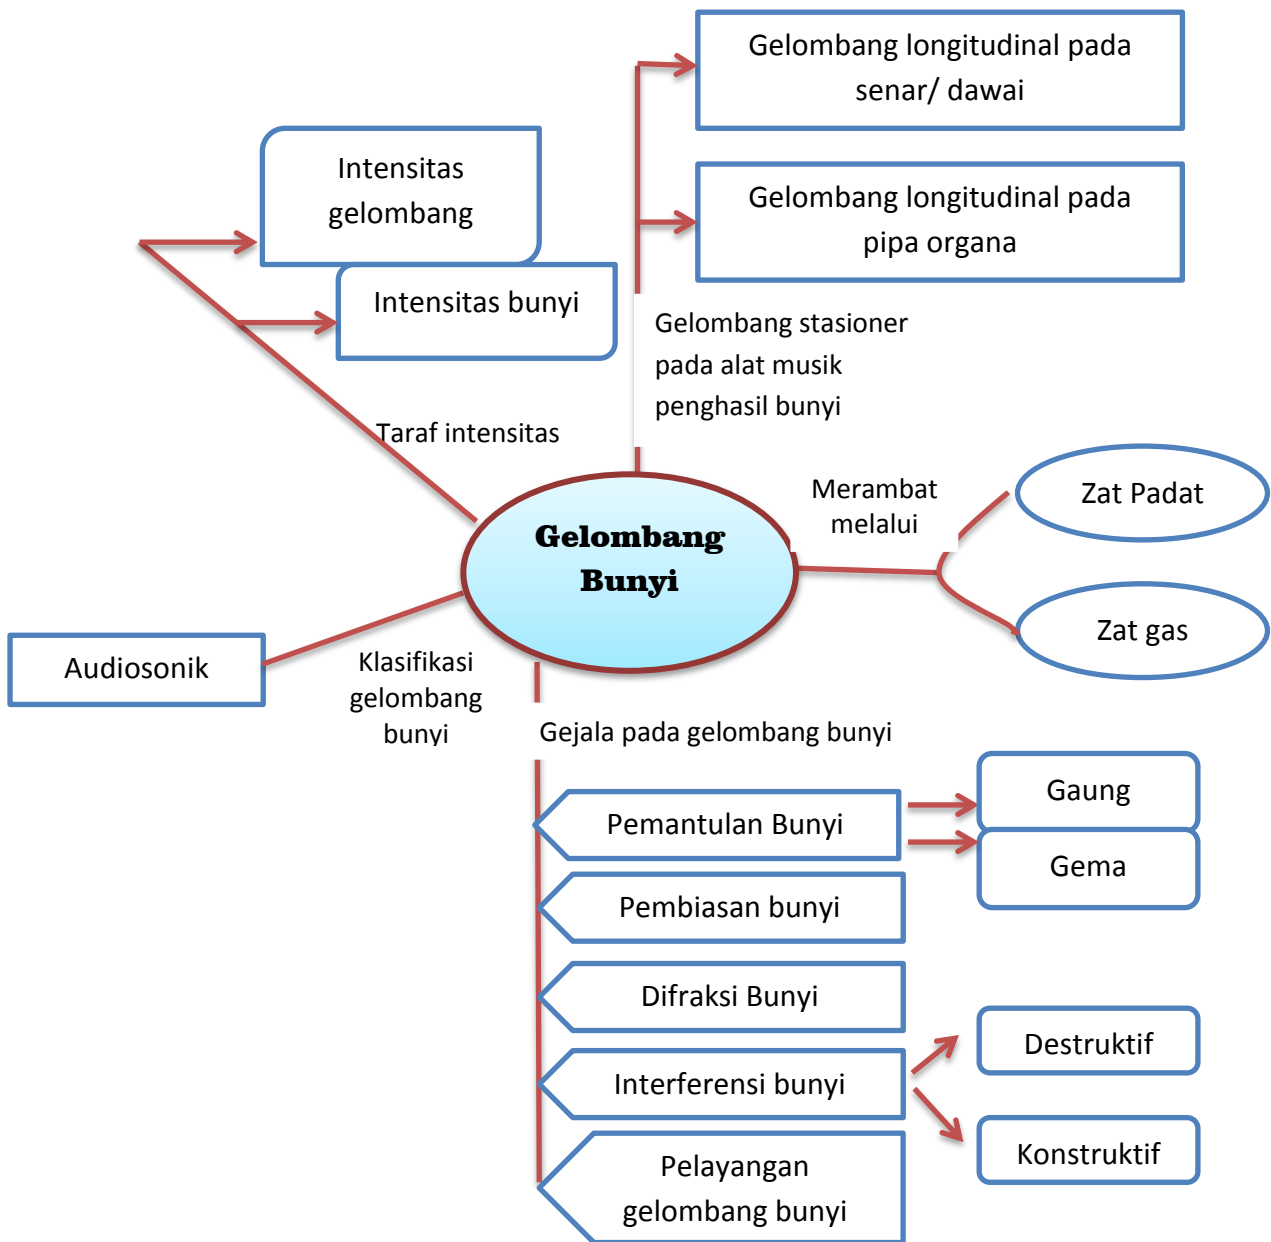 Gelombang longitudinal pada
senar/ dawai
Intensitas
gelombang
Gelombang longitudinal pada
pipa organa
Intensitas bunyi
Gelombang stasioner
pada alat musik
penghasil bunyi
Taraf intensitas
Merambat
melalui
Zat Padat
Gelombang
Bunyi
Zat gas
Audiosonik
Klasifikasi
gelombang
bunyi
Gejala pada gelombang bunyi
Pemantulan Bunyi
Gaung
Gema
Pembiasan bunyi
Difraksi Bunyi
Interferensi bunyi
Destruktif
Konstruktif
Pelayangan
gelombang bunyi